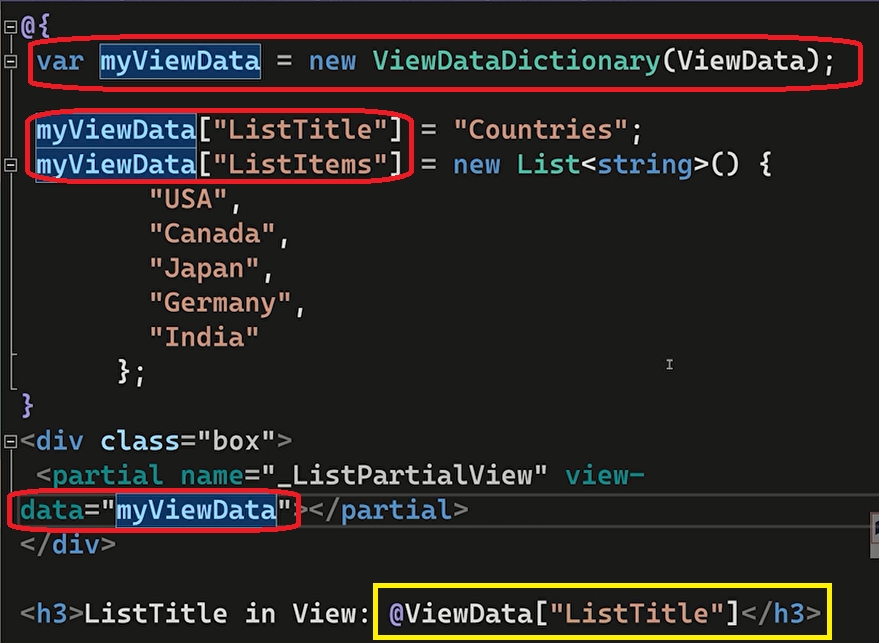 @{
var myViewData = new ViewDataDictionary(ViewData);
myViewData["ListTitle"] = "Countries";
myViewData["ListItems"] = new List<string>() {
"USA",
"Canada",
"Japan",
"Germany",
"India"
};
}
<div class="box">
<partial name="_ListPartialView" view-
data="myViewData"></partial>
</div>
<h3>ListTitle in View: @ViewData["ListTitle"]</h3>